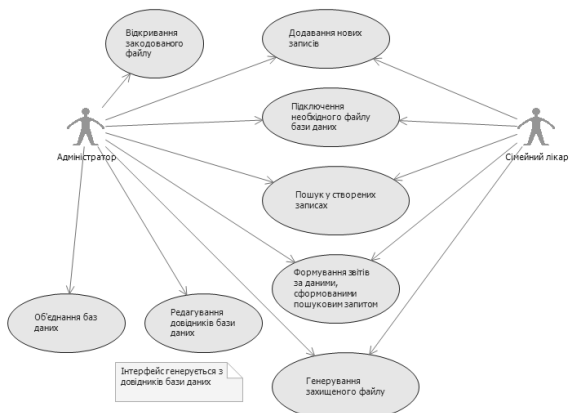 Відкривання
закодованого
файлу
Додавання нових
записів
Підключення
необхідного файлу
бази даних
Адміністратор
Сімейний лікар
Пошук у створених
записах
Формування звітів
за даними,
сформованими
пошуковим запитом
Об'єднання баз
даних
Редагування
довідників бази
даних
Інтерфейс генерується з
довідників бази даних
Генерування
захищеного файлу